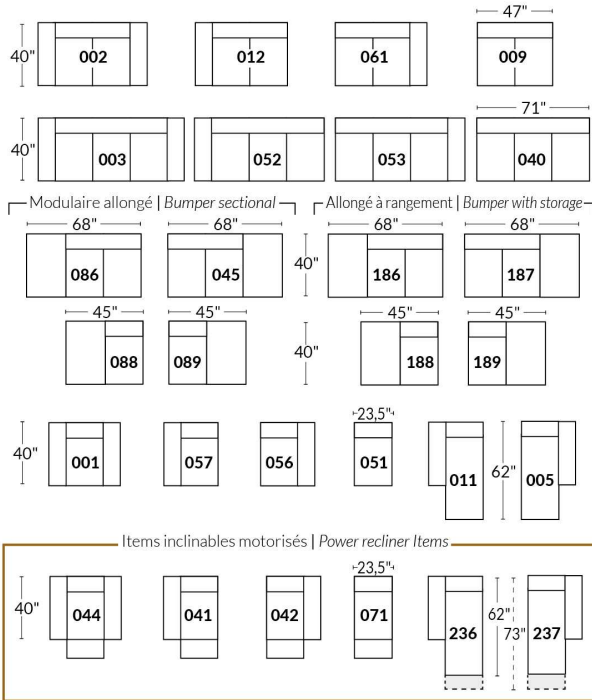 47"
40" 002 012 061 009
71"
40" 003 052 053 040
Modulaire allongé | Bumper sectional
Allongé à rangement | Bumper with storage
68" 68" 68" 68"
086 045 40" 186 187
45" 45" 45" 45"
088 089 40" 188 189
23,5"
40" 001 057 056 051 011 62" 005
Items inclinables motorisés | Power recliner Items
23,5"
40" 044 041 042 071 236 62" 73" 237